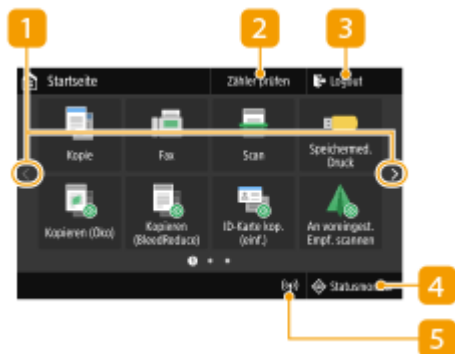 1 2 3
Startseite Zähler prüfen Logout
Kopie Fax Scan Speichermed.
Druck
Kopieren (Öko) Kopieren ID-Karte kop. An voreingest.
(BleedReduce) (einf.) Empf. scannen
1
4
5